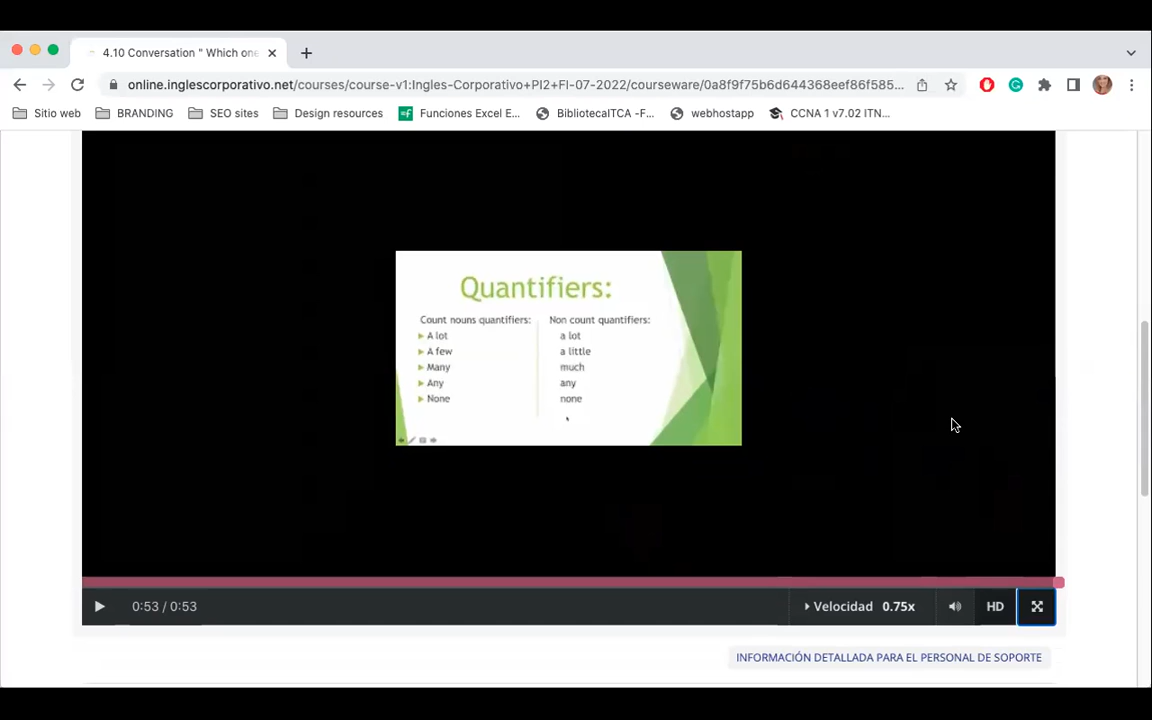 4.10 Conversation " Which one
online.inglescorporativo.net/courses/course-v1:Ingles-Corporativo+PI2+FI-07-2022/courseware/0a8f9f75b6d644368eef86f585...
Sitio web BRANDING SEO sites Design resources Funciones Excel E... BibliotecaITCA -F... webhostapp CCNA 1 v7.02 ITN...
Quantifiers:
Count nouns quantifiers: Non count quantifiers:
A lot a lot
A few a little
Many much
Any any
None none
0:53 / 0:53 Velocidad 0.75x HD
INFORMACIÓN DETALLADA PARA EL PERSONAL DE SOPORTE